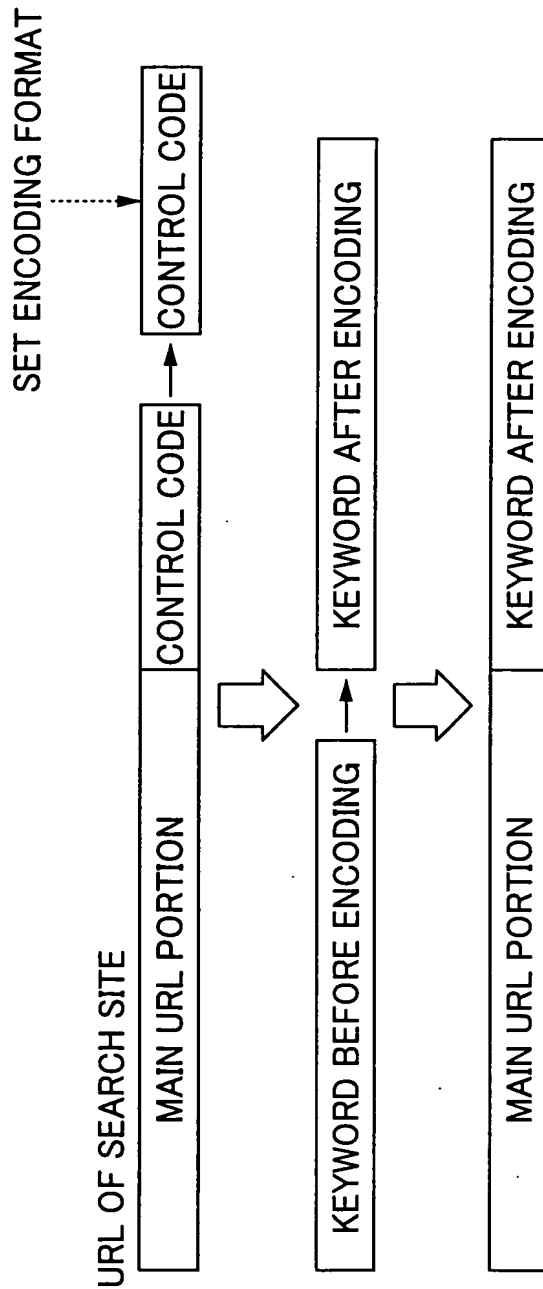 SET ENCODING FORMAT
URL OF SEARCH SITE
MAIN URL PORTION CONTROL CODE CONTROL CODE
KEYWORD BEFORE ENCODING KEYWORD AFTER ENCODING
MAIN URL PORTION KEYWORD AFTER ENCODING